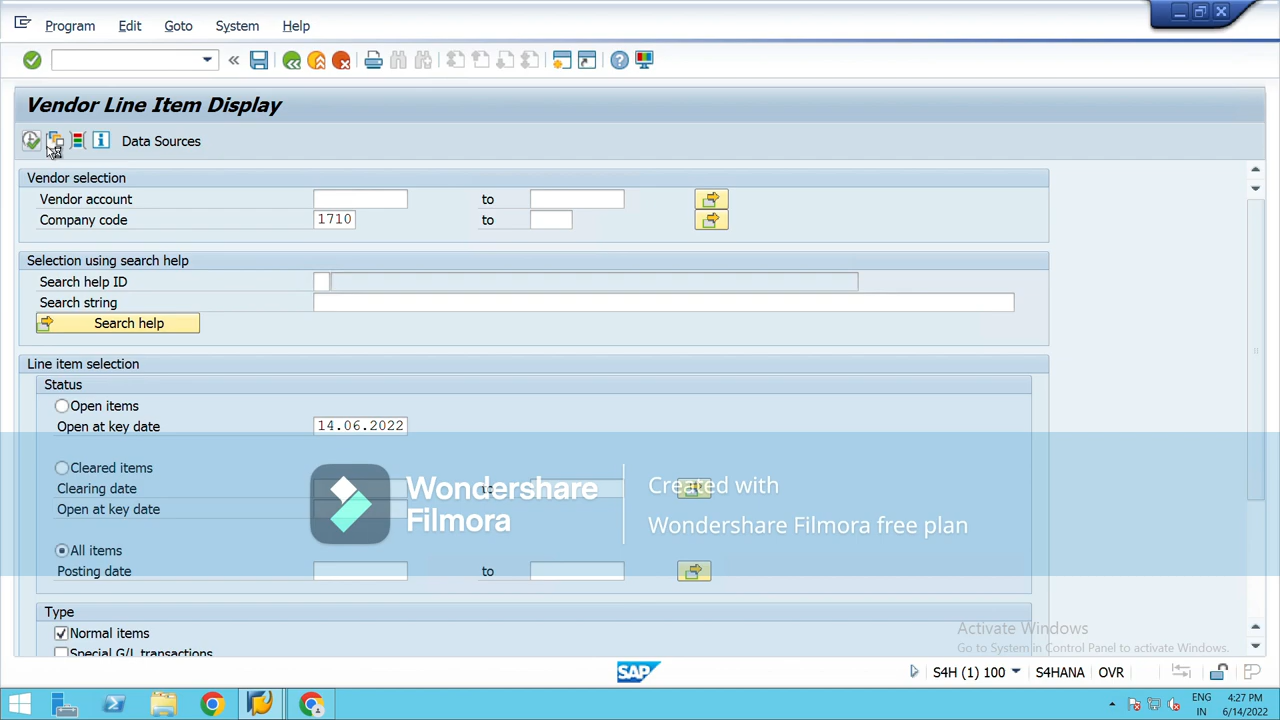 Program Edit Goto System Help
Vendor Line Item Display
Data Sources
Vendor selection
Vendor account to
Company code 1710 to
Selection using search help
Search help ID
Search string
Search help
Line item selection
Status
Open items
Open at key date 14.06.2022
Cleared items
Clearing date to
Open at key date
Wondershare Filmora
Created with
Wondershare Filmora free plan
All items
Posting date to
Type
Normal items
Special G/L transactions
Activate Windows
Go to System in Control Panel to activate Windows.
SAP S4H (1) 100 S4HANA OVR
ENG 4:27 PM
IN 6/14/2022